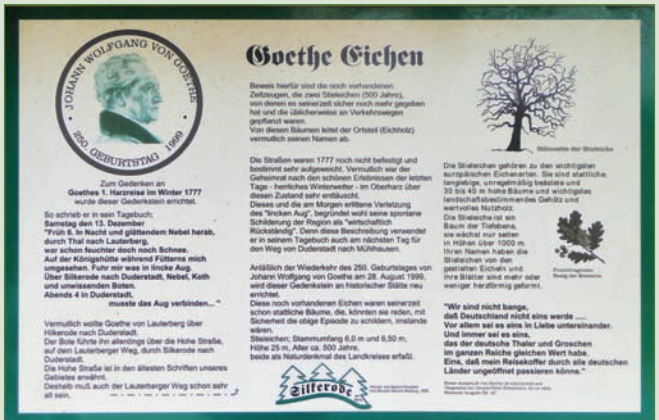 JOHANN WOLFGANG VON GOETHE
250. GEBURTSTAG 1999
Zum Gedenken an
Goethes 1. Harzreise im Winter 1777
wurde dieser Gedenkstein errichtet.
So schrieb er in sein Tagebuch;
Samstag den 13. Dezember
"Früh 6. In Nacht und glättendem Nebel herab,
durch Thal nach Lauterberg,
war schon feuchter doch noch Schnee.
Auf der Königshütte während Fütterns mich
umgesehen. Fuhr mir was in lincke Aug.
Über Silkerode nach Duderstadt, Nebel, Koth
und unwissenden Boten.
Abends 4 in Duderstadt,
mueste das Aug verbinden... "
Vermutlich wollte Goethe von Lauterberg über
Hilkerode nach Duderstadt.
Der Bote führte ihn allerdings über die Hohe Straße,
auf dem Lauterberger Weg, durch Silkerode nach
Duderstadt.
Die Hohe Straße ist in den ältesten Schriften unseres
Gebietes erwähnt.
Deshalb muß auch der Lauterberger Weg schon sehr
alt sein.
Goethe Eichen
Beweis hierfür sind die noch vorhandenen
Zeitzeugen, die zwei Stieleichen (500 Jahre),
von denen es seinerzeit sicher noch mehr gegeben
hat und die üblicherweise an Verkehrswegen
gepflanzt waren.
Von diesen Bäumen leitet der Ortsteil (Eichholz)
vermutlich seinen Namen ab.
Die Straßen waren 1777 noch nicht befestigt und
bestimmt sehr aufgeweicht. Vermutlich war der
Geheimrat nach den schönen Erlebnissen der letzten
Tage - herrliches Winterwetter - im Oberharz über
diesen Zustand sehr enttäuscht.
Dieses und die am Morgen erlittene Verletzung
des "lincken Aug", begründet wohl seine spontane
Schilderung der Region als "wirtschaftlich
Rückständig". Denn diese Beschreibung verwendet
er in seinem Tagebuch auch am nächsten Tag für
den Weg von Duderstadt nach Mühlhausen.
Anläßlich der Wiederkehr des 250. Geburtstages von
Johann Wolfgang von Goethe am 28. August 1999,
wird dieser Gedenkstein an historischer Stätte neu
errichtet.
Diese noch vorhandenen Eichen waren seinerzeit
schon stattliche Bäume, die, könnten sie reden, mit
Sicherheit die obige Episode zu schildern, imstande
wären.
Stieleichen; Stammumfang 6,0 m und 6,50 m,
Höhe 25 m, Alter ca. 500 Jahre,
beide als Naturdenkmal des Landkreises erfaßt.
Silkerode
Silhouette der Stieleiche
Die Stieleichen gehören zu den wichtigsten
europäischen Eichenarten. Sie sind stattliche,
langlebige, unregelmäßig beästete und
30 bis 40 m hohe Bäume und wichtigstes
landschaftsbestimmendes Gehölz und
wertvolles Nutzholz.
Die Stieleiche ist ein
Baum der Tiefebene,
sie wächst nur selten
in Höhen über 1000 m.
Ihren Namen haben die
Stieleichen von den
gestielten Eicheln und
ihre Blätter sind mehr oder
weniger herzförmig geformt.
Fruchttragender
Zweig der Stieleiche
"Wir sind nicht bange,
daß Deutschland nicht eins werde .....
Vor allem sei es eins in Liebe untereinander.
Und immer sei es eins,
das der deutsche Thaler und Groschen
im ganzen Reiche gleichen Wert habe.
Eins, daß mein Reisekoffer durch alle deutschen
Länder ungeöffnet passieren könne."